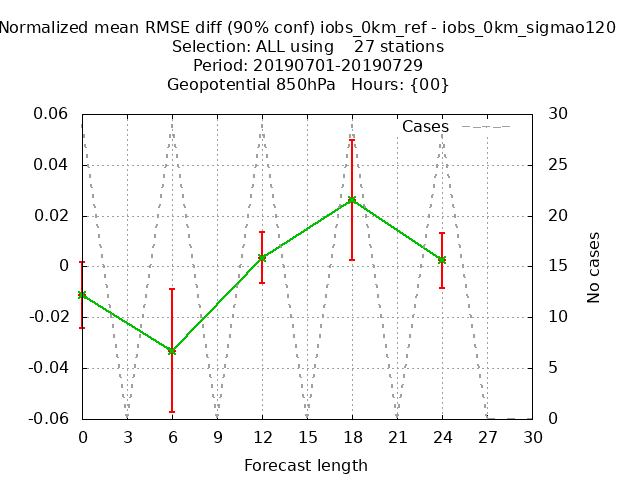 Normalized mean RMSE diff (90% conf) iobs_0km_ref - iobs_0km_sigmao120
Selection: ALL using 27 stations
Period: 20190701-20190729
Geopotential 850hPa Hours: {00}
0.06 30
Cases
0.04 25
0.02 20
0 15
-0.02 10
-0.04 5
-0.06 0
No cases
0 3 6 9 12 15 18 21 24 27 30
Forecast length